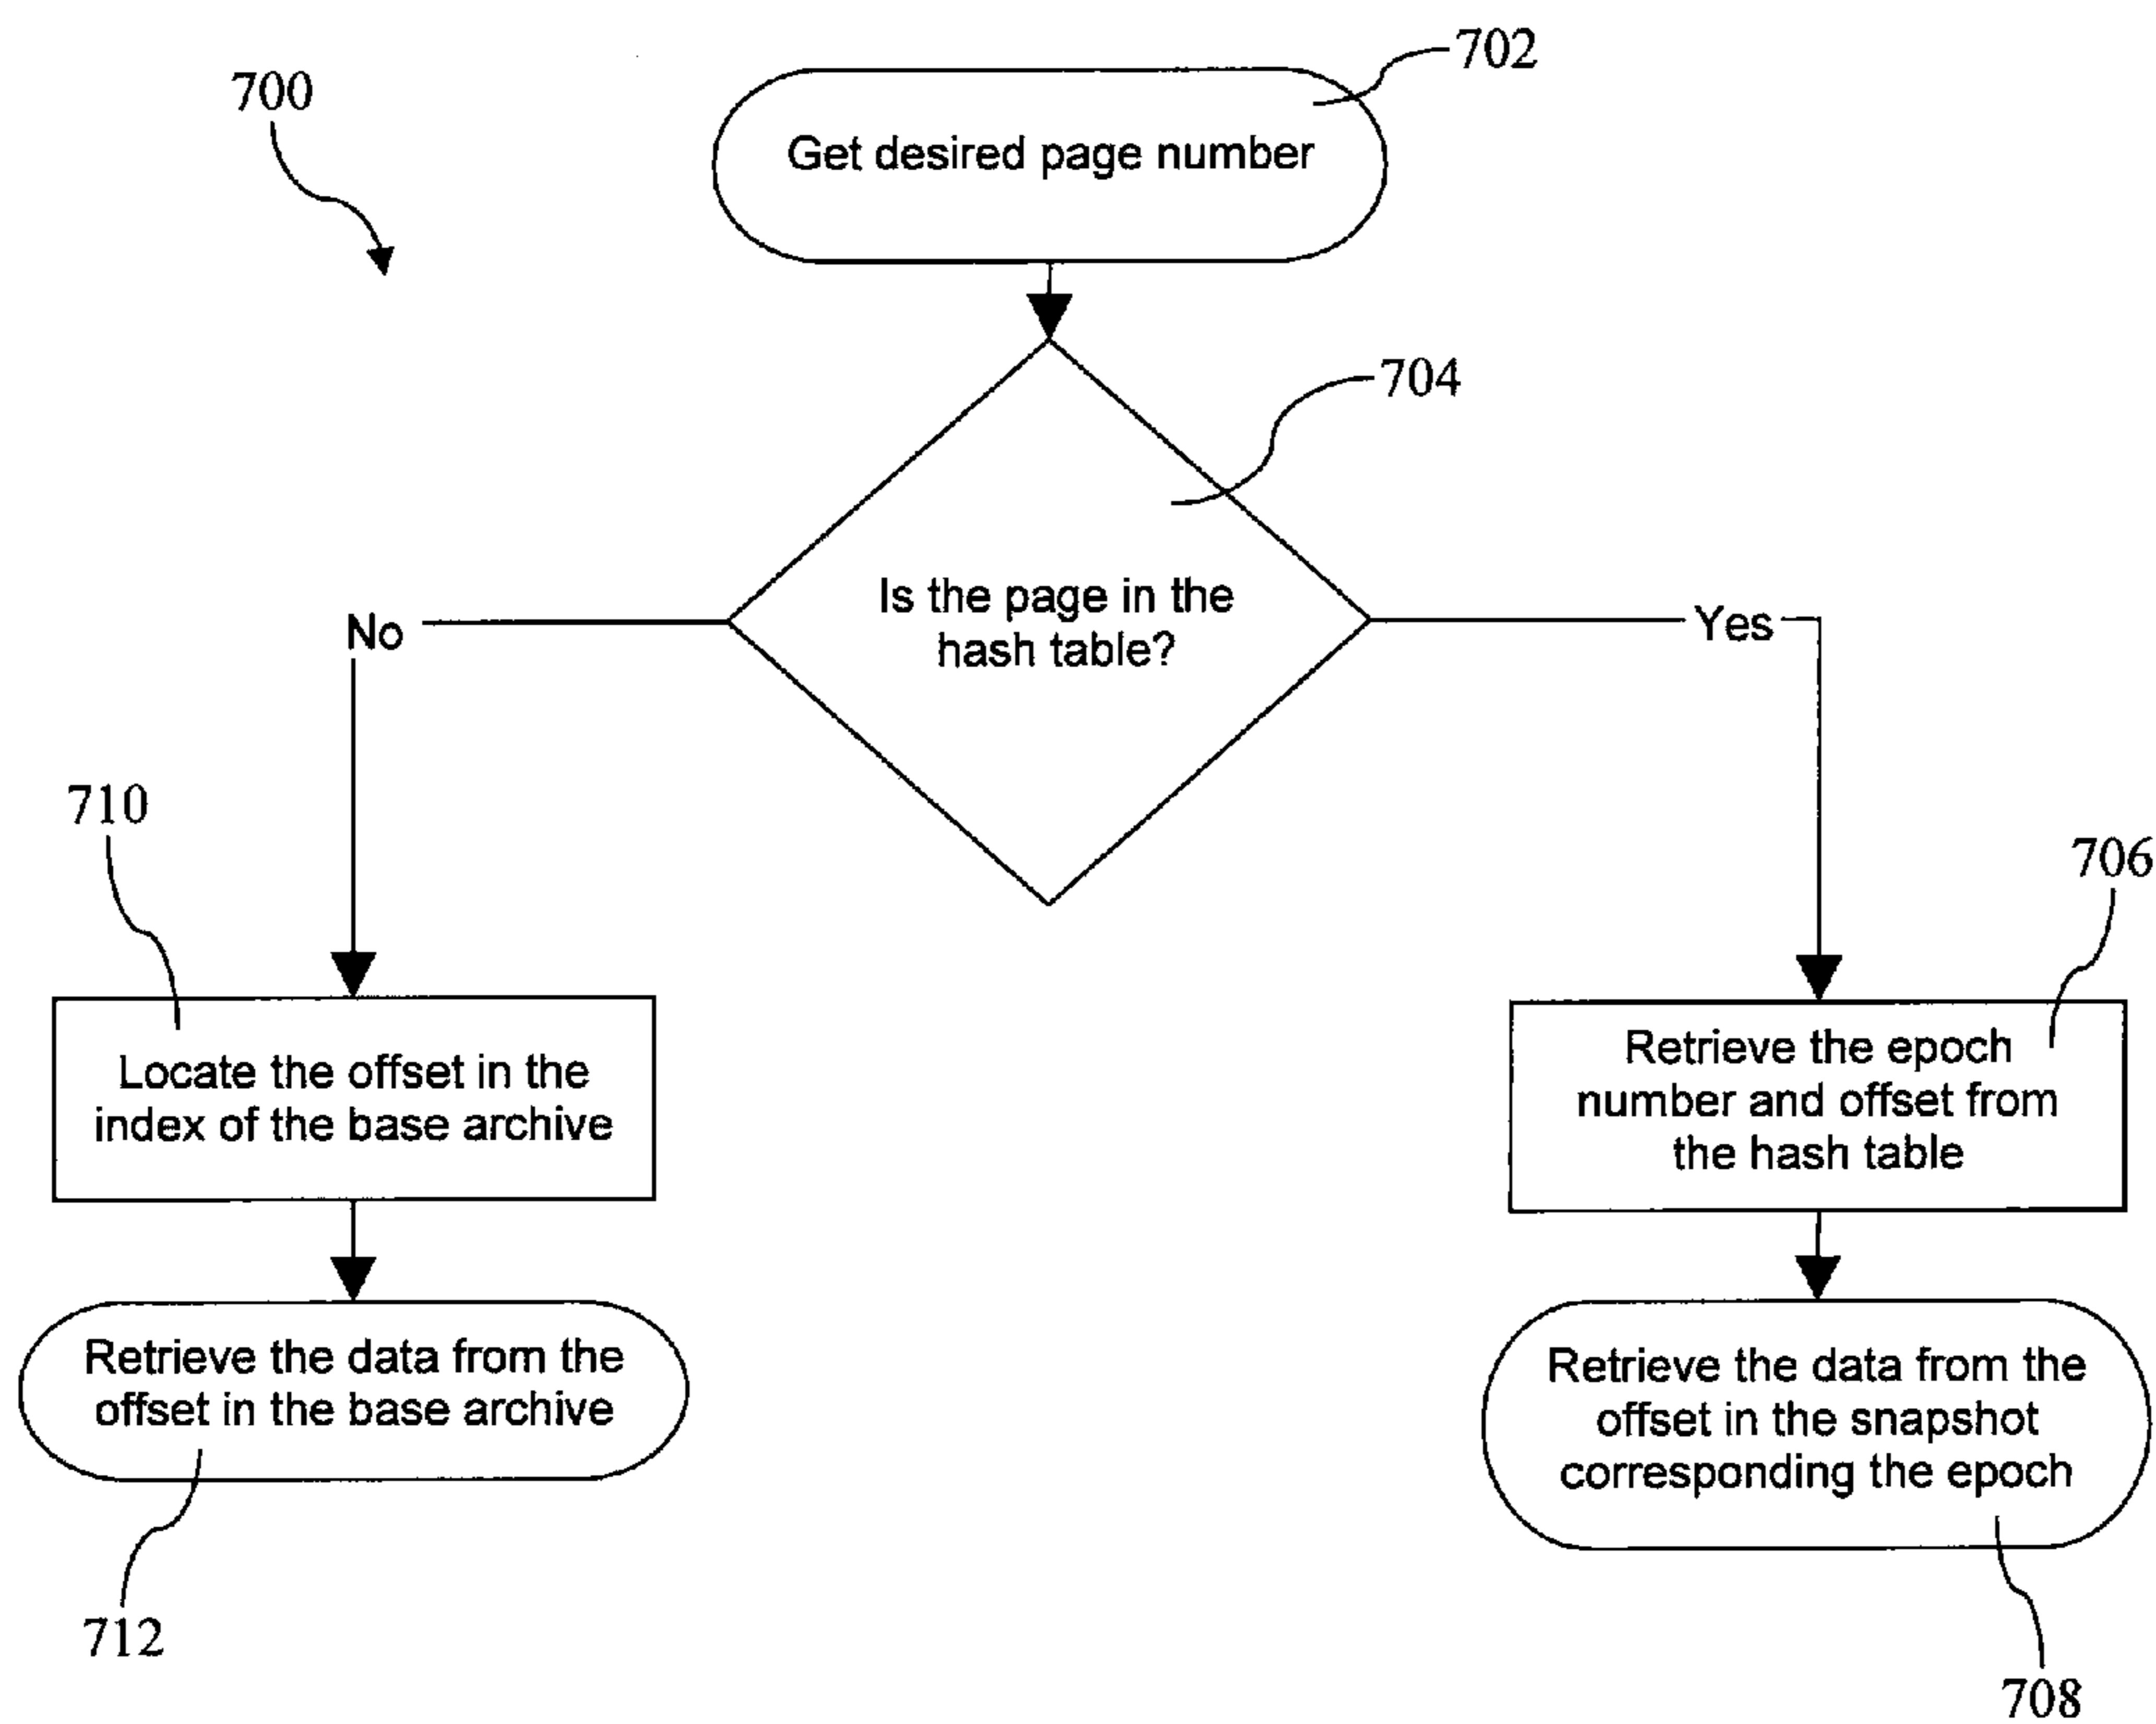 702
700
Get desired page number
704
Is the page in the
hash table?
No
Yes
710
706
Locate the offset in the
index of the base archive
Retrieve the epoch
number and offset from
the hash table
Retrieve the data from the
offset in the base archive
Retrieve the data from the
offset in the snapshot
corresponding the epoch
712
708